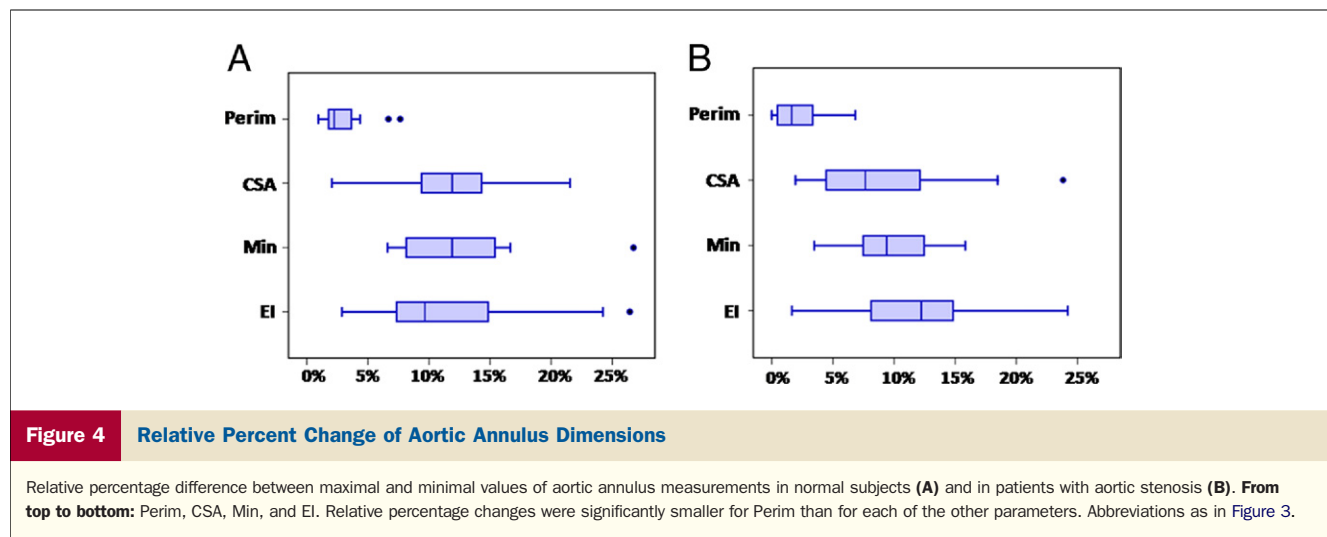 A
Perim
CSA
Min
EI
0% 5% 10% 15% 20% 25%
B
Perim
CSA
Min
EI
0% 5% 10% 15% 20% 25%
Figure 4 Relative Percent Change of Aortic Annulus Dimensions
Relative percentage difference between maximal and minimal values of aortic annulus measurements in normal subjects (A) and in patients with aortic stenosis (B). From
top to bottom: Perim, CSA, Min, and EI. Relative percentage changes were significantly smaller for Perim than for each of the other parameters. Abbreviations as in Figure 3.